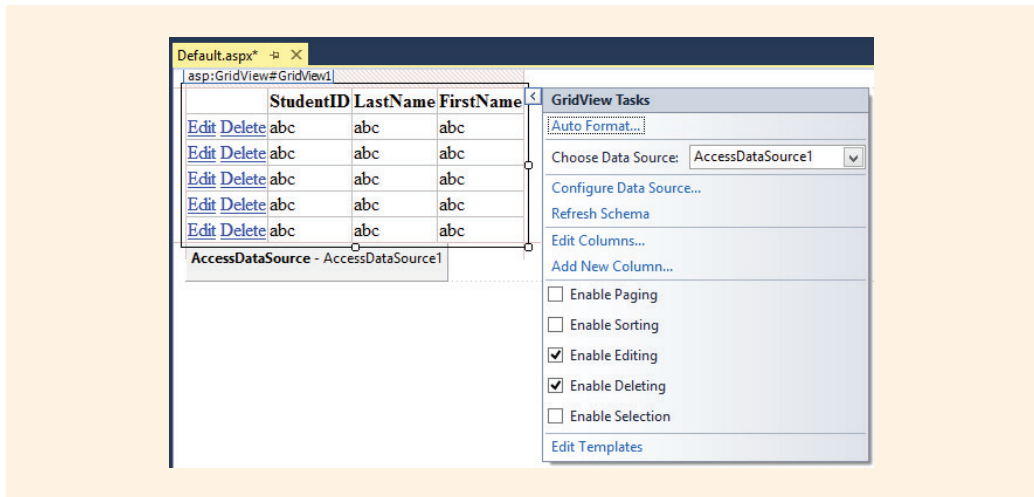 Default.aspx*
asp:GridView#GridView1
StudentID LastName FirstName
Edit Delete abc abc abc
Edit Delete abc abc abc
Edit Delete abc abc abc
Edit Delete abc abc abc
Edit Delete abc abc abc
AccessDataSource - AccessDataSource1
GridView Tasks
Auto Format...
Choose Data Source: AccessDataSource1
Configure Data Source...
Refresh Schema
Edit Columns...
Add New Column...
Enable Paging
Enable Sorting
Enable Editing
Enable Deleting
Enable Selection
Edit Templates